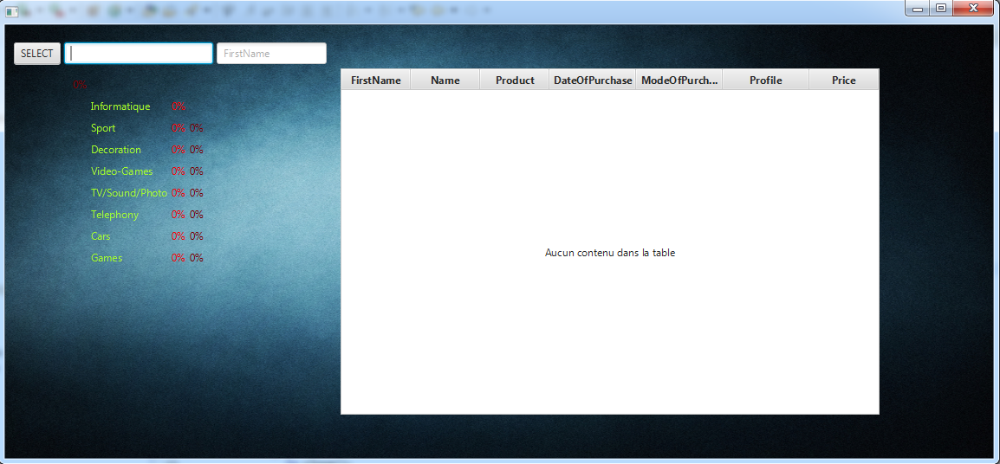 SELECT FirstName
0%
FirstName Name Product DateOfPurchase ModeOfPurch... Profile Price
Informatique 0%
Sport 0% 0%
Decoration 0% 0%
Video-Games 0% 0%
TV/Sound/Photo 0% 0%
Telephony 0% 0%
Cars 0% 0%
Games 0% 0%
Aucun contenu dans la table